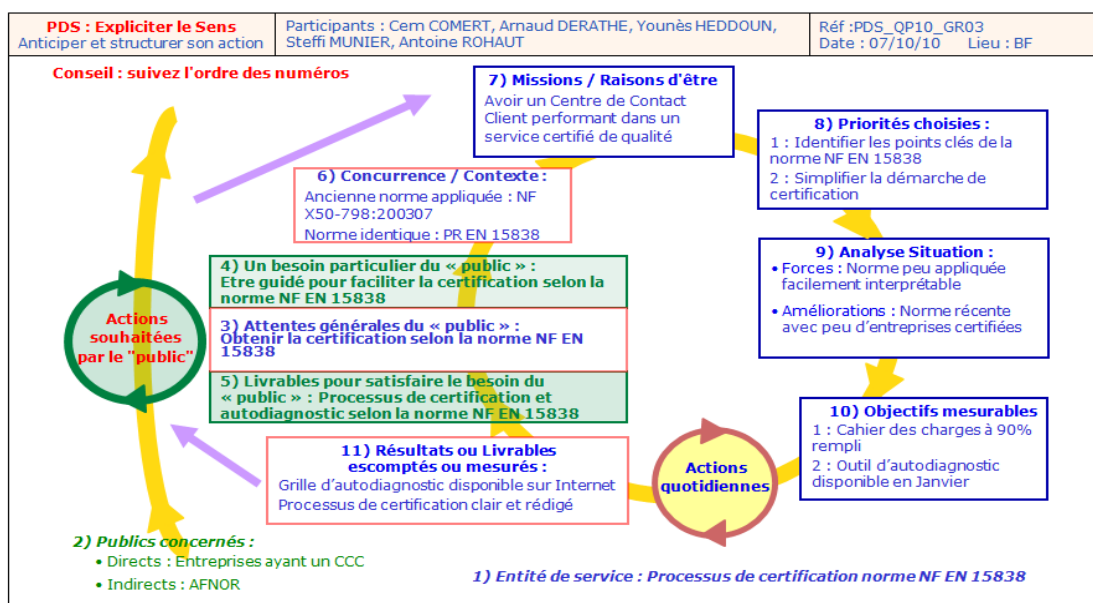 PDS : Expliciter le Sens
Anticiper et structurer son action
Participants : Cem COMERT, Arnaud DERATHE, Younès HEDDOUN,
Steffi MUNIER, Antoine ROHAUT
Réf :PDS_QP10_GR03
Date : 07/10/10 Lieu : BF
Conseil : suivez l'ordre des numéros
7) Missions / Raisons d'être
Avoir un Centre de Contact
Client performant dans un
service certifié de qualité
8) Priorités choisies :
1 : Identifier les points clés de la
norme NF EN 15838
2 : Simplifier la démarche de
certification
6) Concurrence / Contexte :
Ancienne norme appliquée : NF
X50-798:200307
Norme identique : PR EN 15838
9) Analyse Situation :
• Forces : Norme peu appliquée
facilement interprétable
• Améliorations : Norme récente
avec peu d'entreprises certifiées
4) Un besoin particulier du « public » :
Etre guidé pour faciliter la certification selon la
norme NF EN 15838
3) Attentes générales du « public » :
Obtenir la certification selon la norme NF EN
15838
5) Livrables pour satisfaire le besoin du
« public » : Processus de certification et
autodiagnostic selon la norme NF EN 15838
Actions
souhaitées
par le "public"
10) Objectifs mesurables
1 : Cahier des charges à 90%
rempli
2 : Outil d'autodiagnostic
disponible en Janvier
11) Résultats ou Livrables
escomptés ou mesurés :
Grille d'autodiagnostic disponible sur Internet
Processus de certification clair et rédigé
Actions
quotidiennes
2) Publics concernés :
• Directs : Entreprises ayant un CCC
• Indirects : AFNOR
1) Entité de service : Processus de certification norme NF EN 15838